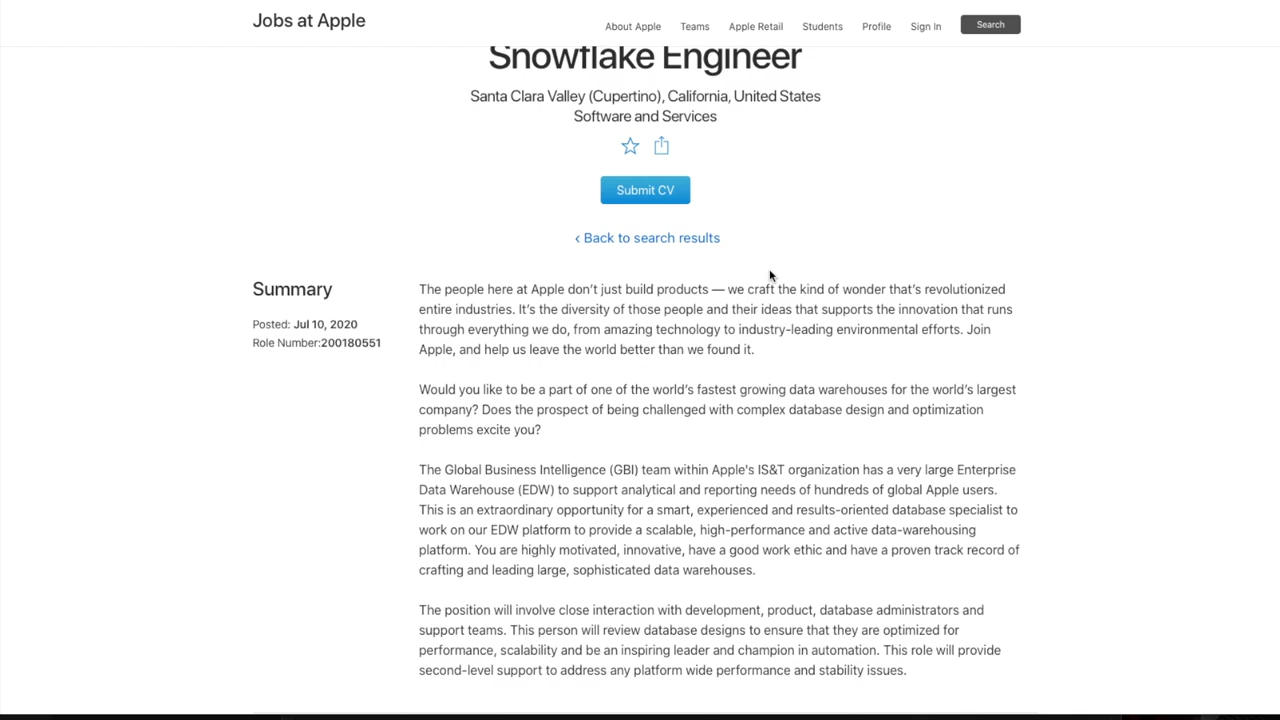 Jobs at Apple
About Apple Teams Apple Retail Students Profile Sign In Search
Snowflake Engineer
Santa Clara Valley (Cupertino), California, United States
Software and Services
Submit CV
‹ Back to search results
Summary
Posted: Jul 10, 2020
Role Number:200180551
The people here at Apple don’t just build products — we craft the kind of wonder that’s revolutionized
entire industries. It’s the diversity of those people and their ideas that supports the innovation that runs
through everything we do, from amazing technology to industry-leading environmental efforts. Join
Apple, and help us leave the world better than we found it.
Would you like to be a part of one of the world’s fastest growing data warehouses for the world’s largest
company? Does the prospect of being challenged with complex database design and optimization
problems excite you?
The Global Business Intelligence (GBI) team within Apple's IS&T organization has a very large Enterprise
Data Warehouse (EDW) to support analytical and reporting needs of hundreds of global Apple users.
This is an extraordinary opportunity for a smart, experienced and results-oriented database specialist to
work on our EDW platform to provide a scalable, high-performance and active data-warehousing
platform. You are highly motivated, innovative, have a good work ethic and have a proven track record of
crafting and leading large, sophisticated data warehouses.
The position will involve close interaction with development, product, database administrators and
support teams. This person will review database designs to ensure that they are optimized for
performance, scalability and be an inspiring leader and champion in automation. This role will provide
second-level support to address any platform wide performance and stability issues.